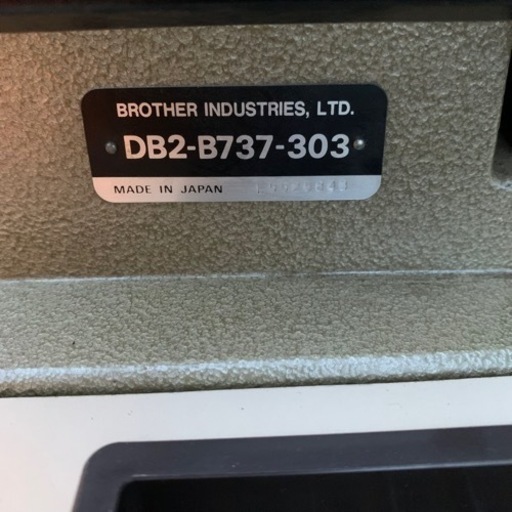 BROTHER INDUSTRIES, LTD.
DB2-B737-303
MADE IN JAPAN